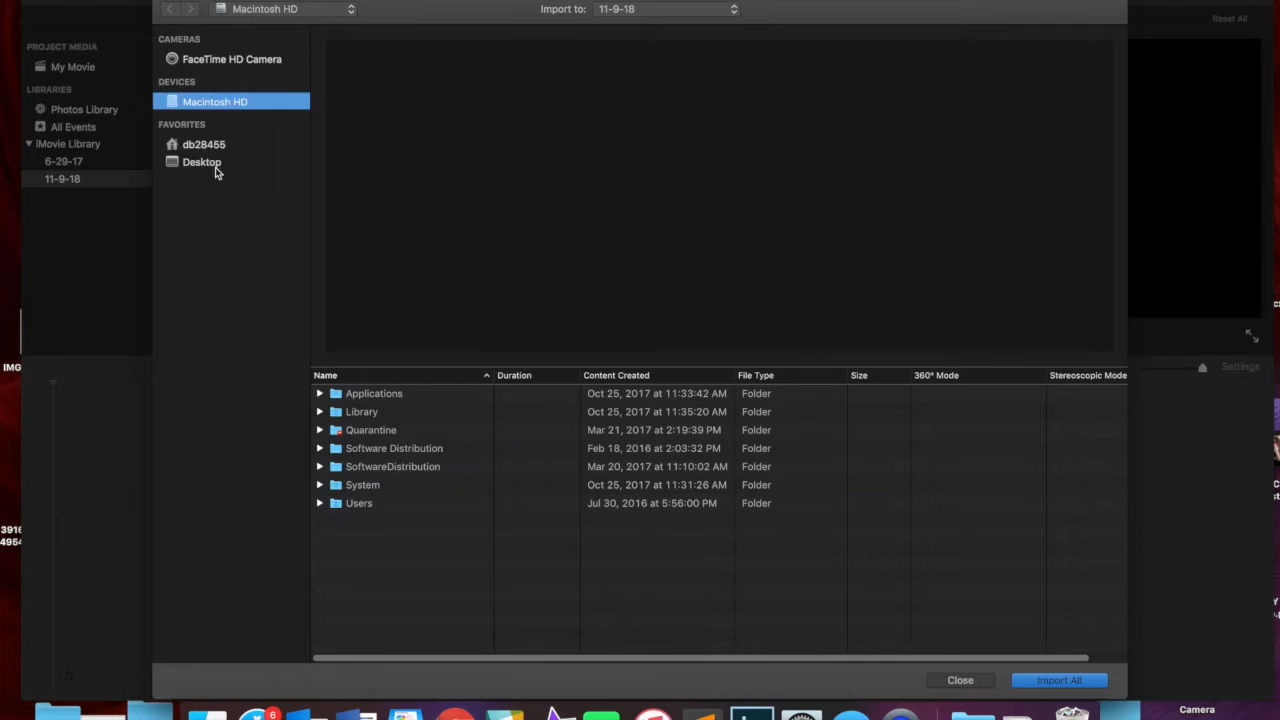 Macintosh HD
Import to: 11-9-18
Reset All
PROJECT MEDIA
My Movie
LIBRARIES
Photos Library
All Events
iMovie Library
6-29-17
11-9-18
CAMERAS
FaceTime HD Camera
DEVICES
Macintosh HD
FAVORITES
db28455
Desktop
Settings
IMG
3916
4954
Name Duration Content Created File Type Size 360° Mode Stereoscopic Mode
Applications Oct 25, 2017 at 11:33:42 AM Folder
Library Oct 25, 2017 at 11:35:20 AM Folder
Quarantine Mar 21, 2017 at 2:19:39 PM Folder
Software Distribution Feb 18, 2016 at 2:03:32 PM Folder
SoftwareDistribution Mar 20, 2017 at 11:10:02 AM Folder
System Oct 25, 2017 at 11:31:26 AM Folder
Users Jul 30, 2016 at 5:56:00 PM Folder
Close Import All
6
Camera